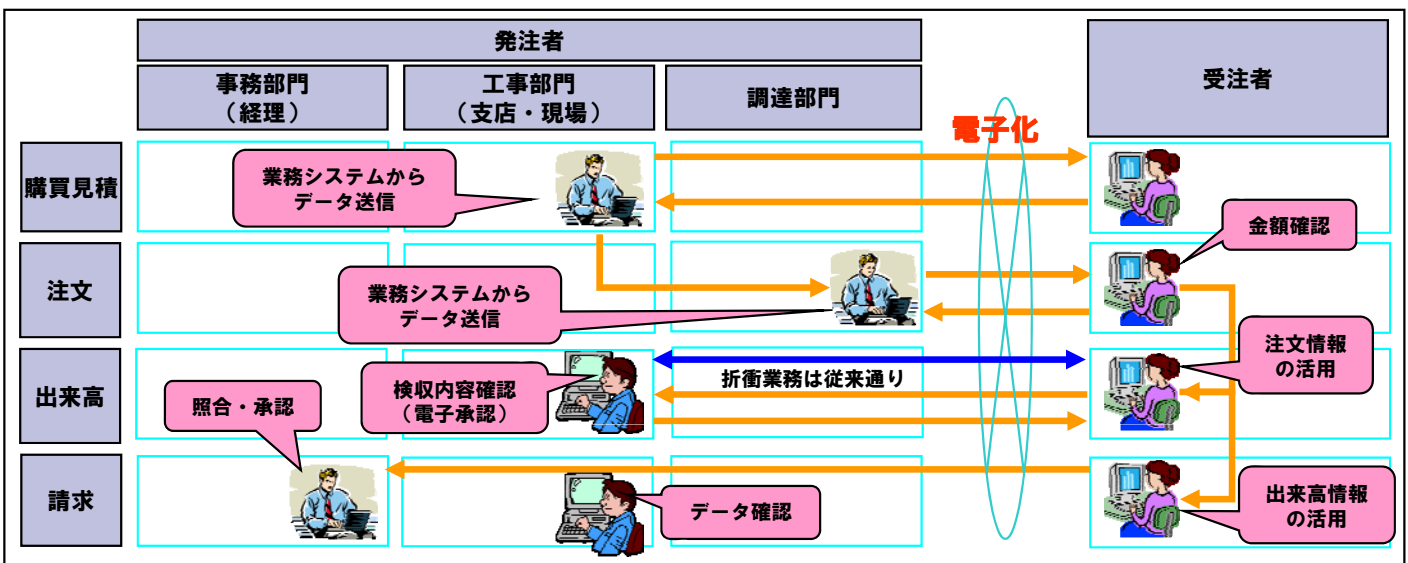 発注者
受注者
事務部門
（経理）
工事部門
（支店・現場）
調達部門
電子化
購買見積
業務システムから
データ送信
金額確認
注文
業務システムから
データ送信
注文情報
の活用
出来高
折衝業務は従来通り
検収内容確認
（電子承認）
照合・承認
請求
データ確認
出来高情報
の活用